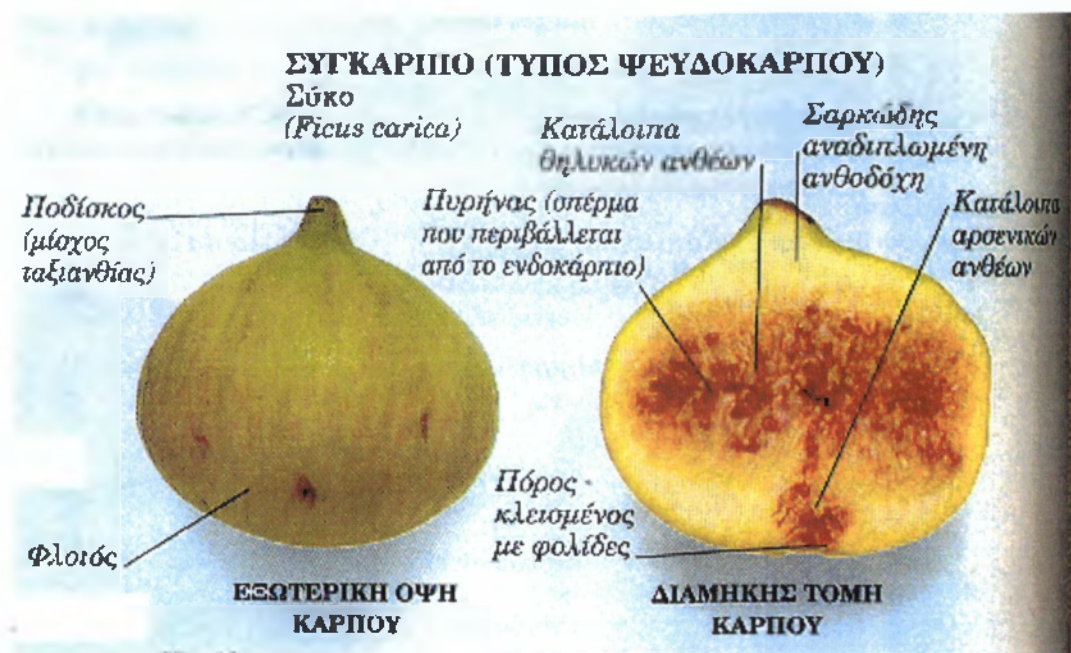 ΣΥΓΚΑΡΠΙΟ (ΤΥΠΟΣ ΨΕΥΔΟΚΑΡΠΟΥ)
Σύκο
(Ficus carica)
Κατάλοιπα
θηλυκών ανθέων
Σαρκώδης
αναδιπλωμένη
ανθοδόχη
Ποδίσκος
(μίσχος
ταξιανθίας)
Πυρήνας (σπέρμα
που περιβάλλεται
από το ενδοκάρπιο)
Κατάλοιπα
αρσενικών
ανθέων
Πόρος -
κλεισμένος
με φολίδες
Φλοιός
ΕΞΩΤΕΡΙΚΗ ΟΨΗ
ΚΑΡΠΟΥ
ΔΙΑΜΗΚΗΣ ΤΟΜΗ
ΚΑΡΠΟΥ